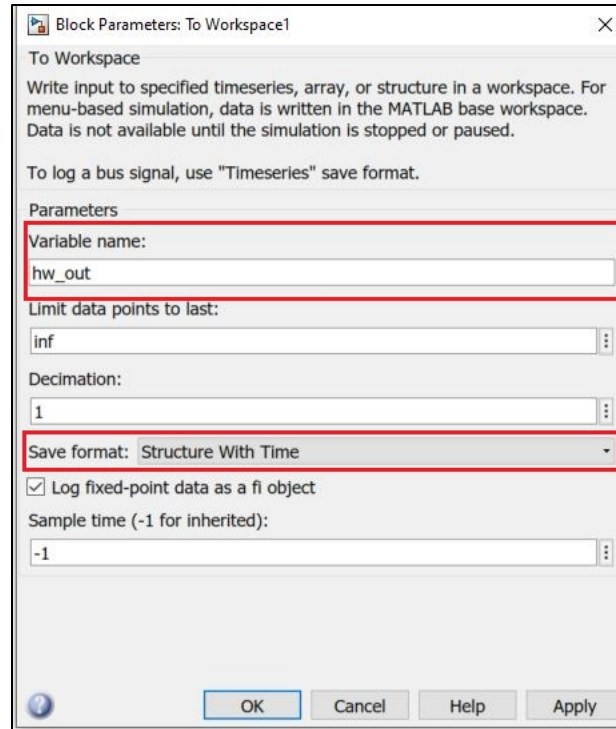 Block Parameters: To Workspace1
To Workspace
Write input to specified timeseries, array, or structure in a workspace. For
menu-based simulation, data is written in the MATLAB base workspace.
Data is not available until the simulation is stopped or paused.
To log a bus signal, use "Timeseries" save format.
Parameters
Variable name:
hw_out
Limit data points to last:
inf
Decimation:
1
Save format: Structure With Time
Log fixed-point data as a fi object
Sample time (-1 for inherited):
-1
OK Cancel Help Apply